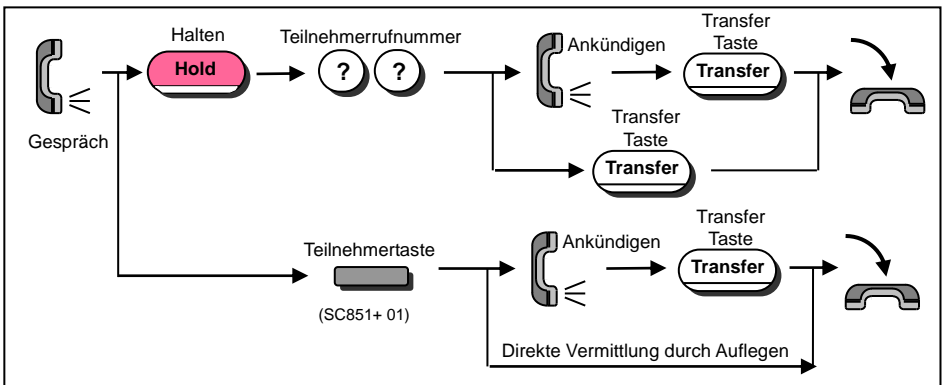 Halten
Teilnehmerrufnummer
Transfer
Taste
Hold
? ?
Ankündigen
Transfer
Gespräch
Transfer
Taste
Transfer
Teilnehmertaste
(SC851+ 01)
Ankündigen
Transfer
Taste
Transfer
Direkte Vermittlung durch Auflegen